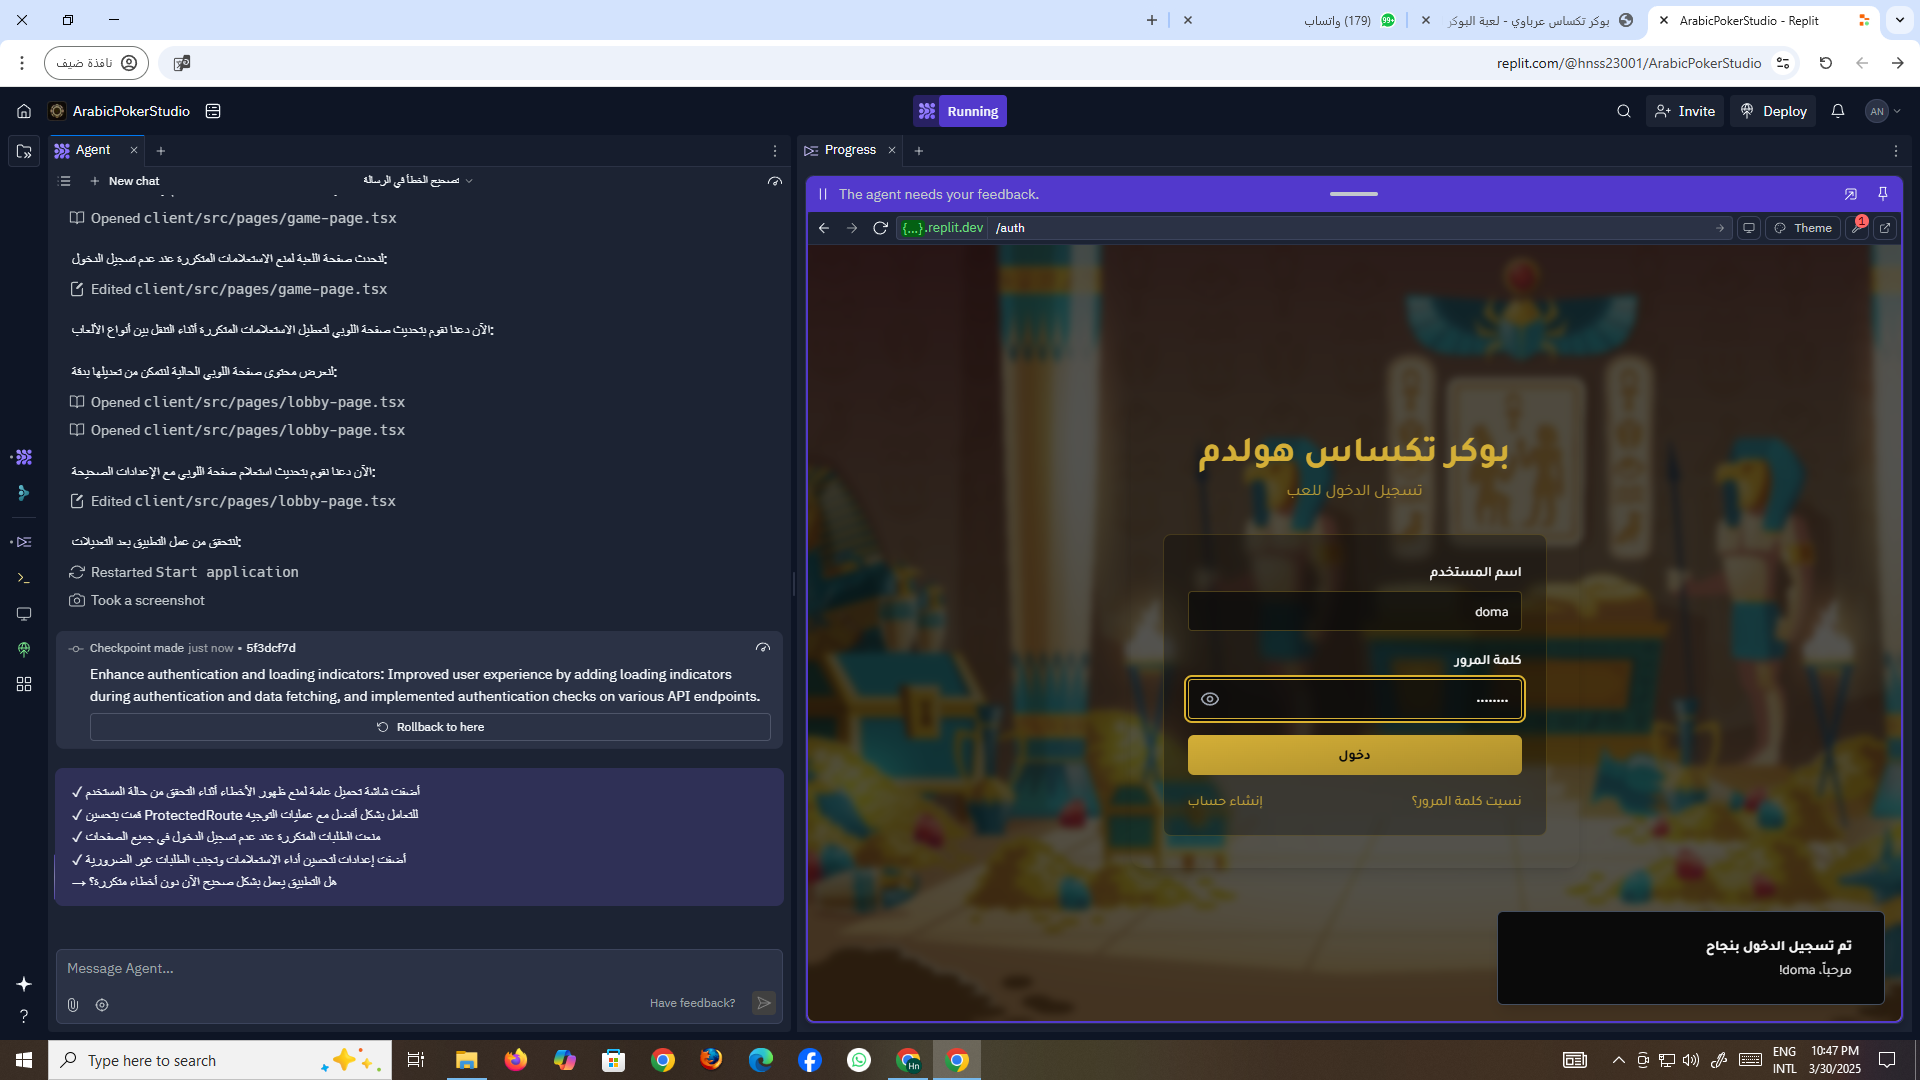 ArabicPokerStudio - Replit
بوكر تكساس عرباوي - لعبة البوكر
(179) واتساب
99+
نافذة ضيف
replit.com/@hnss23001/ArabicPokerStudio
ArabicPokerStudio
Running
Invite
Deploy
AN
Agent
Progress
New chat
تصحيح الخطأ في الرسالة
Opened client/src/pages/game-page.tsx
لنحدث صفحة اللعبة لمنع الاستعلامات المتكررة عند عدم تسجيل الدخول:
Edited client/src/pages/game-page.tsx
الآن دعنا نقوم بتحديث صفحة اللوبي لتعطيل الاستعلامات المتكررة أثناء التنقل بين أنواع الألعاب:
لنعرض محتوى صفحة اللوبي الحالية لنتمكن من تعديلها بدقة:
Opened client/src/pages/lobby-page.tsx
Opened client/src/pages/lobby-page.tsx
الآن دعنا نقوم بتحديث استعلام صفحة اللوبي مع الإعدادات الصحيحة:
Edited client/src/pages/lobby-page.tsx
لنتحقق من عمل التطبيق بعد التعديلات:
Restarted Start application
Took a screenshot
Checkpoint made just now • 5f3dcf7d
Enhance authentication and loading indicators: Improved user experience by adding loading indicators
during authentication and data fetching, and implemented authentication checks on various API endpoints.
Rollback to here
✓ أضفت شاشة تحميل عامة لمنع ظهور الأخطاء أثناء التحقق من حالة المستخدم
✓ قمت بتحسين ProtectedRoute للتعامل بشكل أفضل مع عمليات التوجيه
✓ منعت الطلبات المتكررة عند عدم تسجيل الدخول في جميع الصفحات
✓ أضفت إعدادات لتحسين أداء الاستعلامات وتجنب الطلبات غير الضرورية
→ هل التطبيق يعمل بشكل صحيح الآن دون أخطاء متكررة؟
Message Agent...
Have feedback?
The agent needs your feedback.
{...}.replit.dev /auth
Theme
1
بوكر تكساس هولدم
تسجيل الدخول للعب
اسم المستخدم
doma
كلمة المرور
........
دخول
نسيت كلمة المرور؟
إنشاء حساب
تم تسجيل الدخول بنجاح
مرحباً، doma!
Type here to search
Hn
ENG
INTL
10:47 PM
3/30/2025